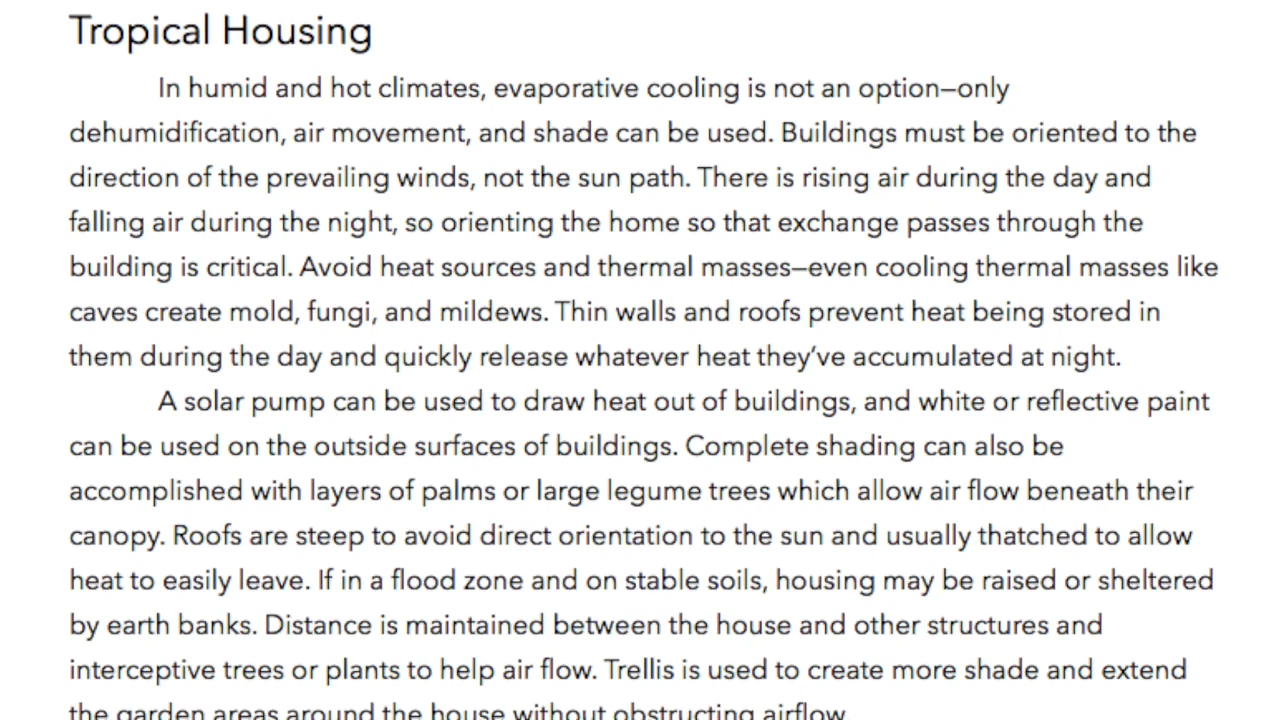 Tropical Housing
In humid and hot climates, evaporative cooling is not an option—only
dehumidification, air movement, and shade can be used. Buildings must be oriented to the
direction of the prevailing winds, not the sun path. There is rising air during the day and
falling air during the night, so orienting the home so that exchange passes through the
building is critical. Avoid heat sources and thermal masses—even cooling thermal masses like
caves create mold, fungi, and mildews. Thin walls and roofs prevent heat being stored in
them during the day and quickly release whatever heat they’ve accumulated at night.
A solar pump can be used to draw heat out of buildings, and white or reflective paint
can be used on the outside surfaces of buildings. Complete shading can also be
accomplished with layers of palms or large legume trees which allow air flow beneath their
canopy. Roofs are steep to avoid direct orientation to the sun and usually thatched to allow
heat to easily leave. If in a flood zone and on stable soils, housing may be raised or sheltered
by earth banks. Distance is maintained between the house and other structures and
interceptive trees or plants to help air flow. Trellis is used to create more shade and extend
the garden areas around the house without obstructing airflow.